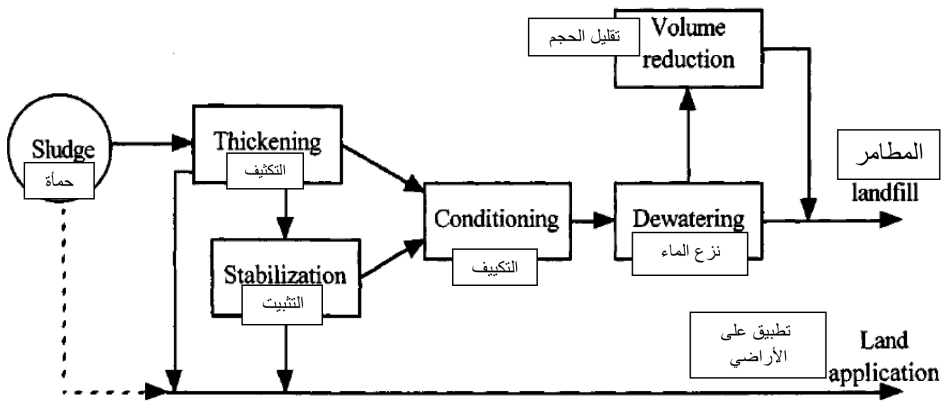 Volume
reduction
تقليل الحجم
Sludge
حمأة
Thickening
التكثيف
المطامر
landfill
Conditioning
التكييف
Dewatering
نزع الماء
Stabilization
التثبيت
تطبيق على
الأراضي
Land
application